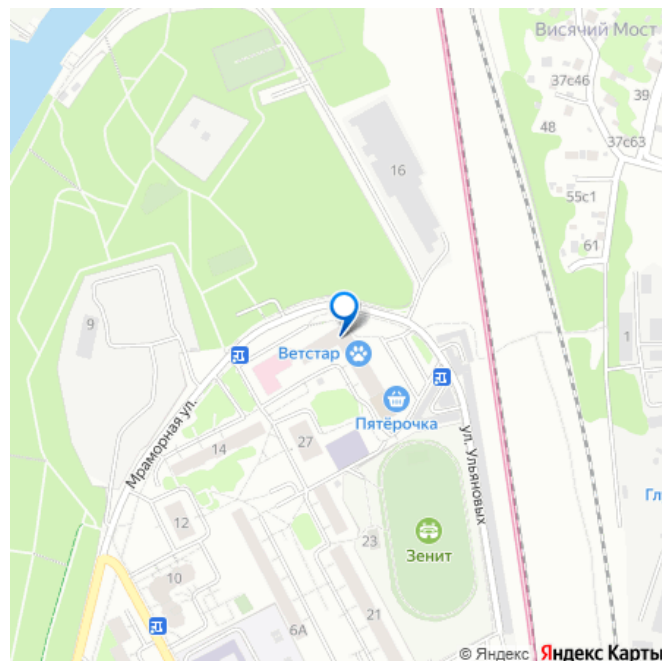 Висячий Мост
37с46
39
48
37с63
16
55с1
61
9
1
Ветстар
Пятёрочка
Мраморная ул.
ул. Ульяновых
14
27
Гл
12
23
Зенит
10
21
6А
© Яндекс Яндекс Карты